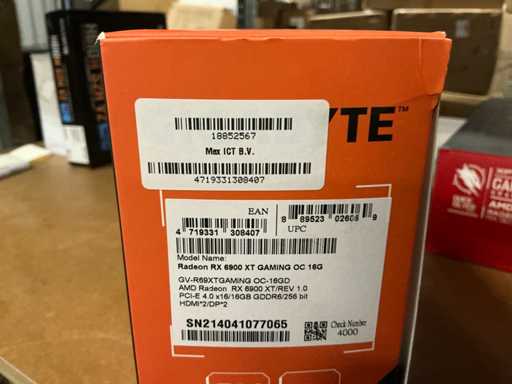 YTE™
18852567
Max ICT B.V.
4719331308407
EAN
4 719331 308407
8 89523 02608 9
UPC
Model Name:
Radeon RX 6900 XT GAMING OC 16G
GV-R69XTGAMING OC-16GD
AMD Radeon RX 6900 XT/REV 1.0
PCI-E 4.0 x16/16GB GDDR6/256 bit
HDMI*2/DP*2
SN214041077065
Check Number
4000
AMD